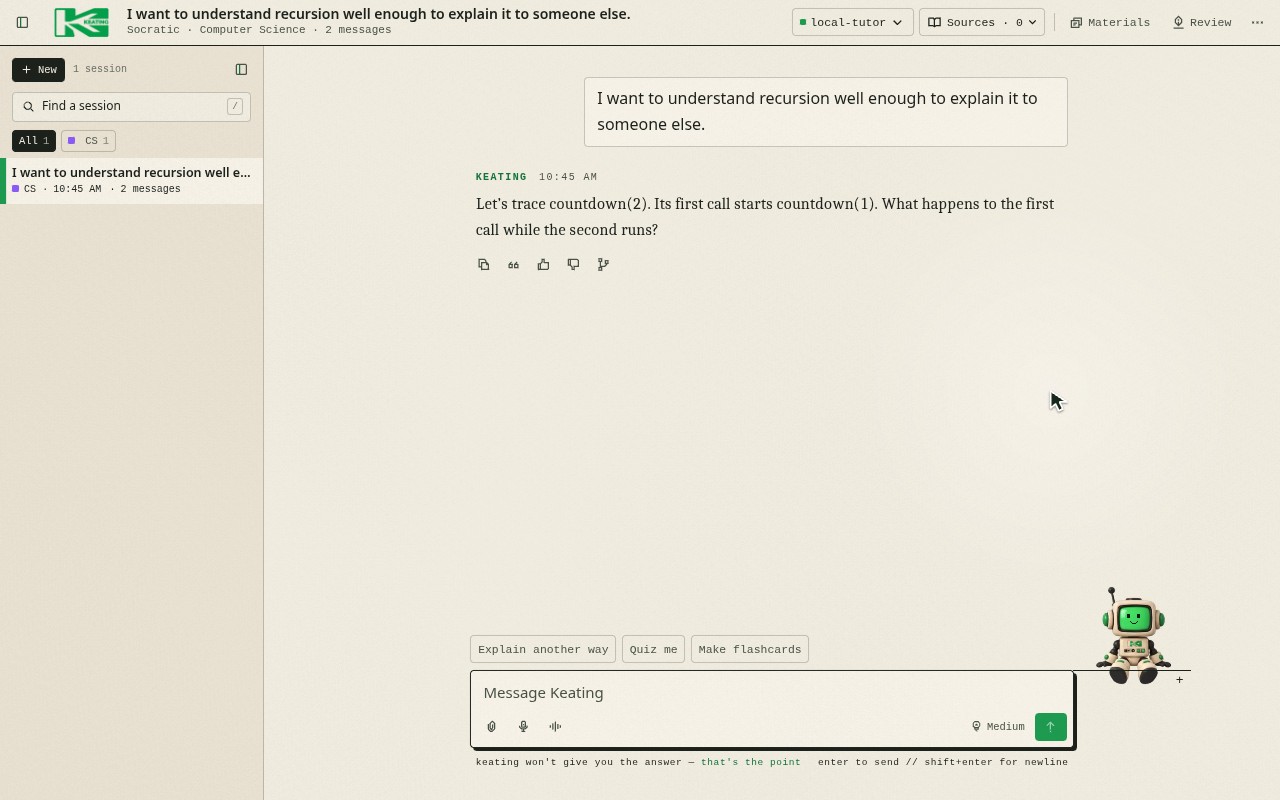 KEATING
I want to understand recursion well enough to explain it to someone else.
Socratic · Computer Science · 2 messages
local-tutor
Sources · 0
Materials
Review
New
1 session
Find a session
/
All 1
CS 1
I want to understand recursion well e...
CS · 10:45 AM · 2 messages
I want to understand recursion well enough to explain it to
someone else.
KEATING 10:45 AM
Let's trace countdown(2). Its first call starts countdown(1). What happens to the first
call while the second runs?
Explain another way
Quiz me
Make flashcards
Message Keating
Medium
keating won't give you the answer — that's the point
enter to send // shift+enter for newline